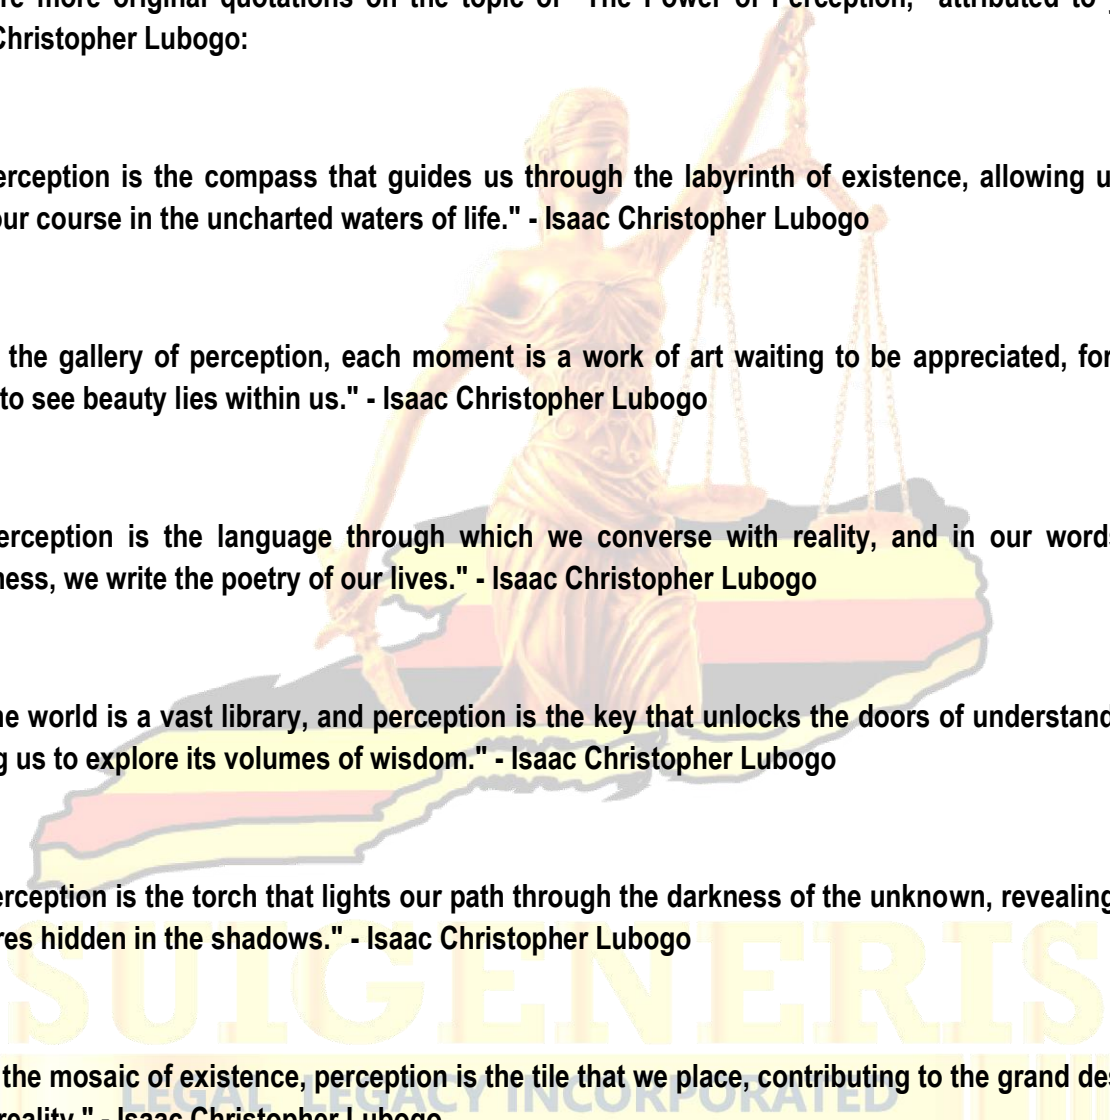 re more original quotations on the topic of "The Power of Perception," attributed to
Christopher Lubogo:
erception is the compass that guides us through the labyrinth of existence, allowing u
our course in the uncharted waters of life." - Isaac Christopher Lubogo
the gallery of perception, each moment is a work of art waiting to be appreciated, for
to see beauty lies within us." - Isaac Christopher Lubogo
erception is the language through which we converse with reality, and in our words
ness, we write the poetry of our lives." - Isaac Christopher Lubogo
he world is a vast library, and perception is the key that unlocks the doors of understand
g us to explore its volumes of wisdom." - Isaac Christopher Lubogo
erception is the torch that lights our path through the darkness of the unknown, revealing
res hidden in the shadows." - Isaac Christopher Lubogo
SUIGENERIS
the mosaic of existence, perception is the tile that we place, contributing to the grand des
reality." - Isaac Christopher Lubogo
LEGAL LEGACY INCORPORATED